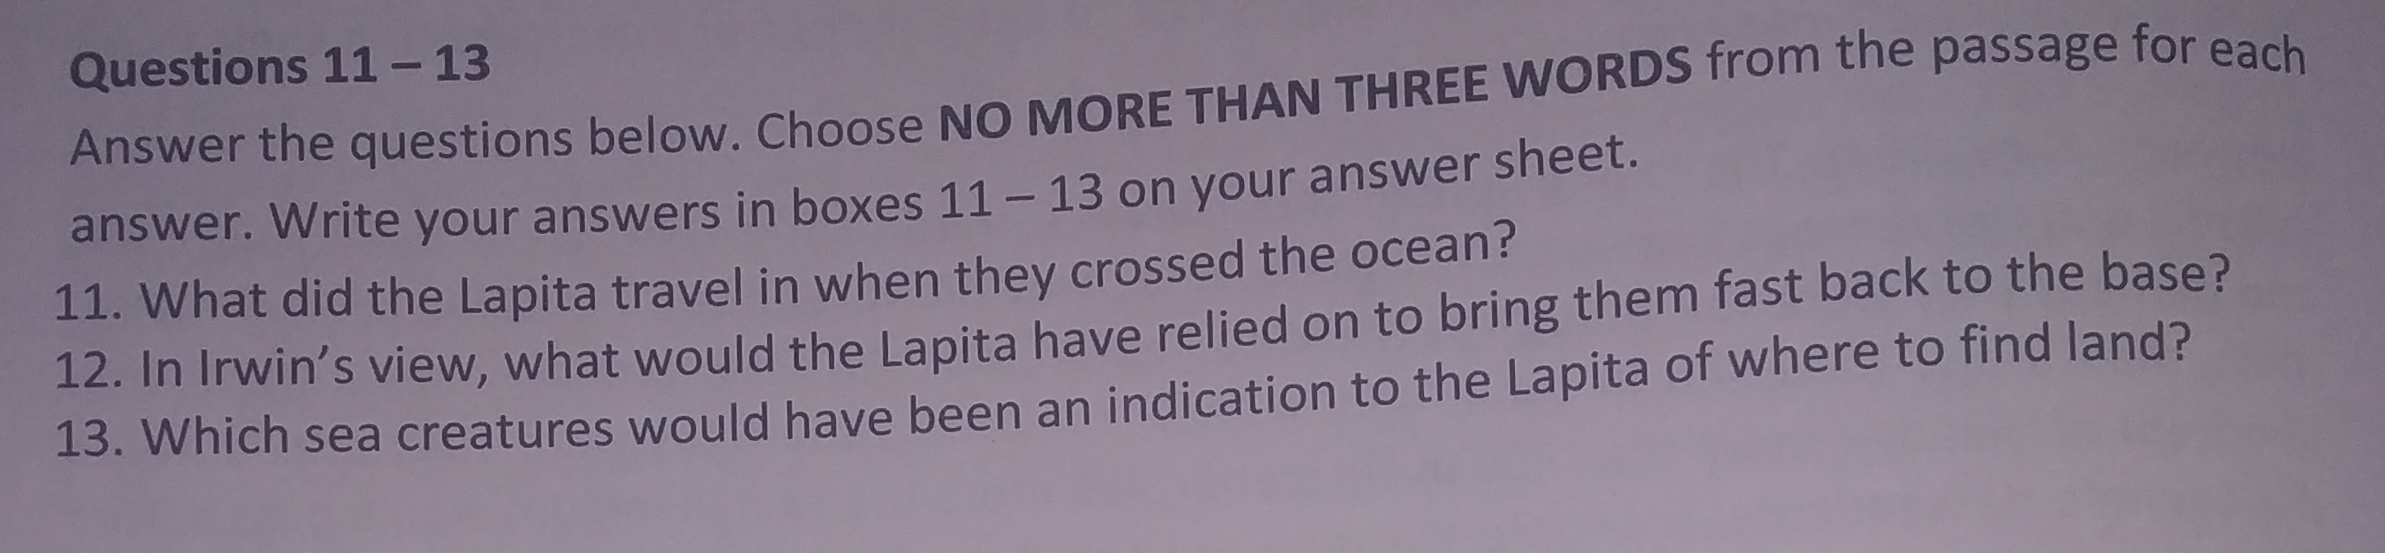 Questions 11 – 13
Answer the questions below. Choose NO MORE THAN THREE WORDS from the passage for each
answer. Write your answers in boxes 11 – 13 on your answer sheet.
11. What did the Lapita travel in when they crossed the ocean?
12. In Irwin's view, what would the Lapita have relied on to bring them fast back to the base?
13. Which sea creatures would have been an indication to the Lapita of where to find land?